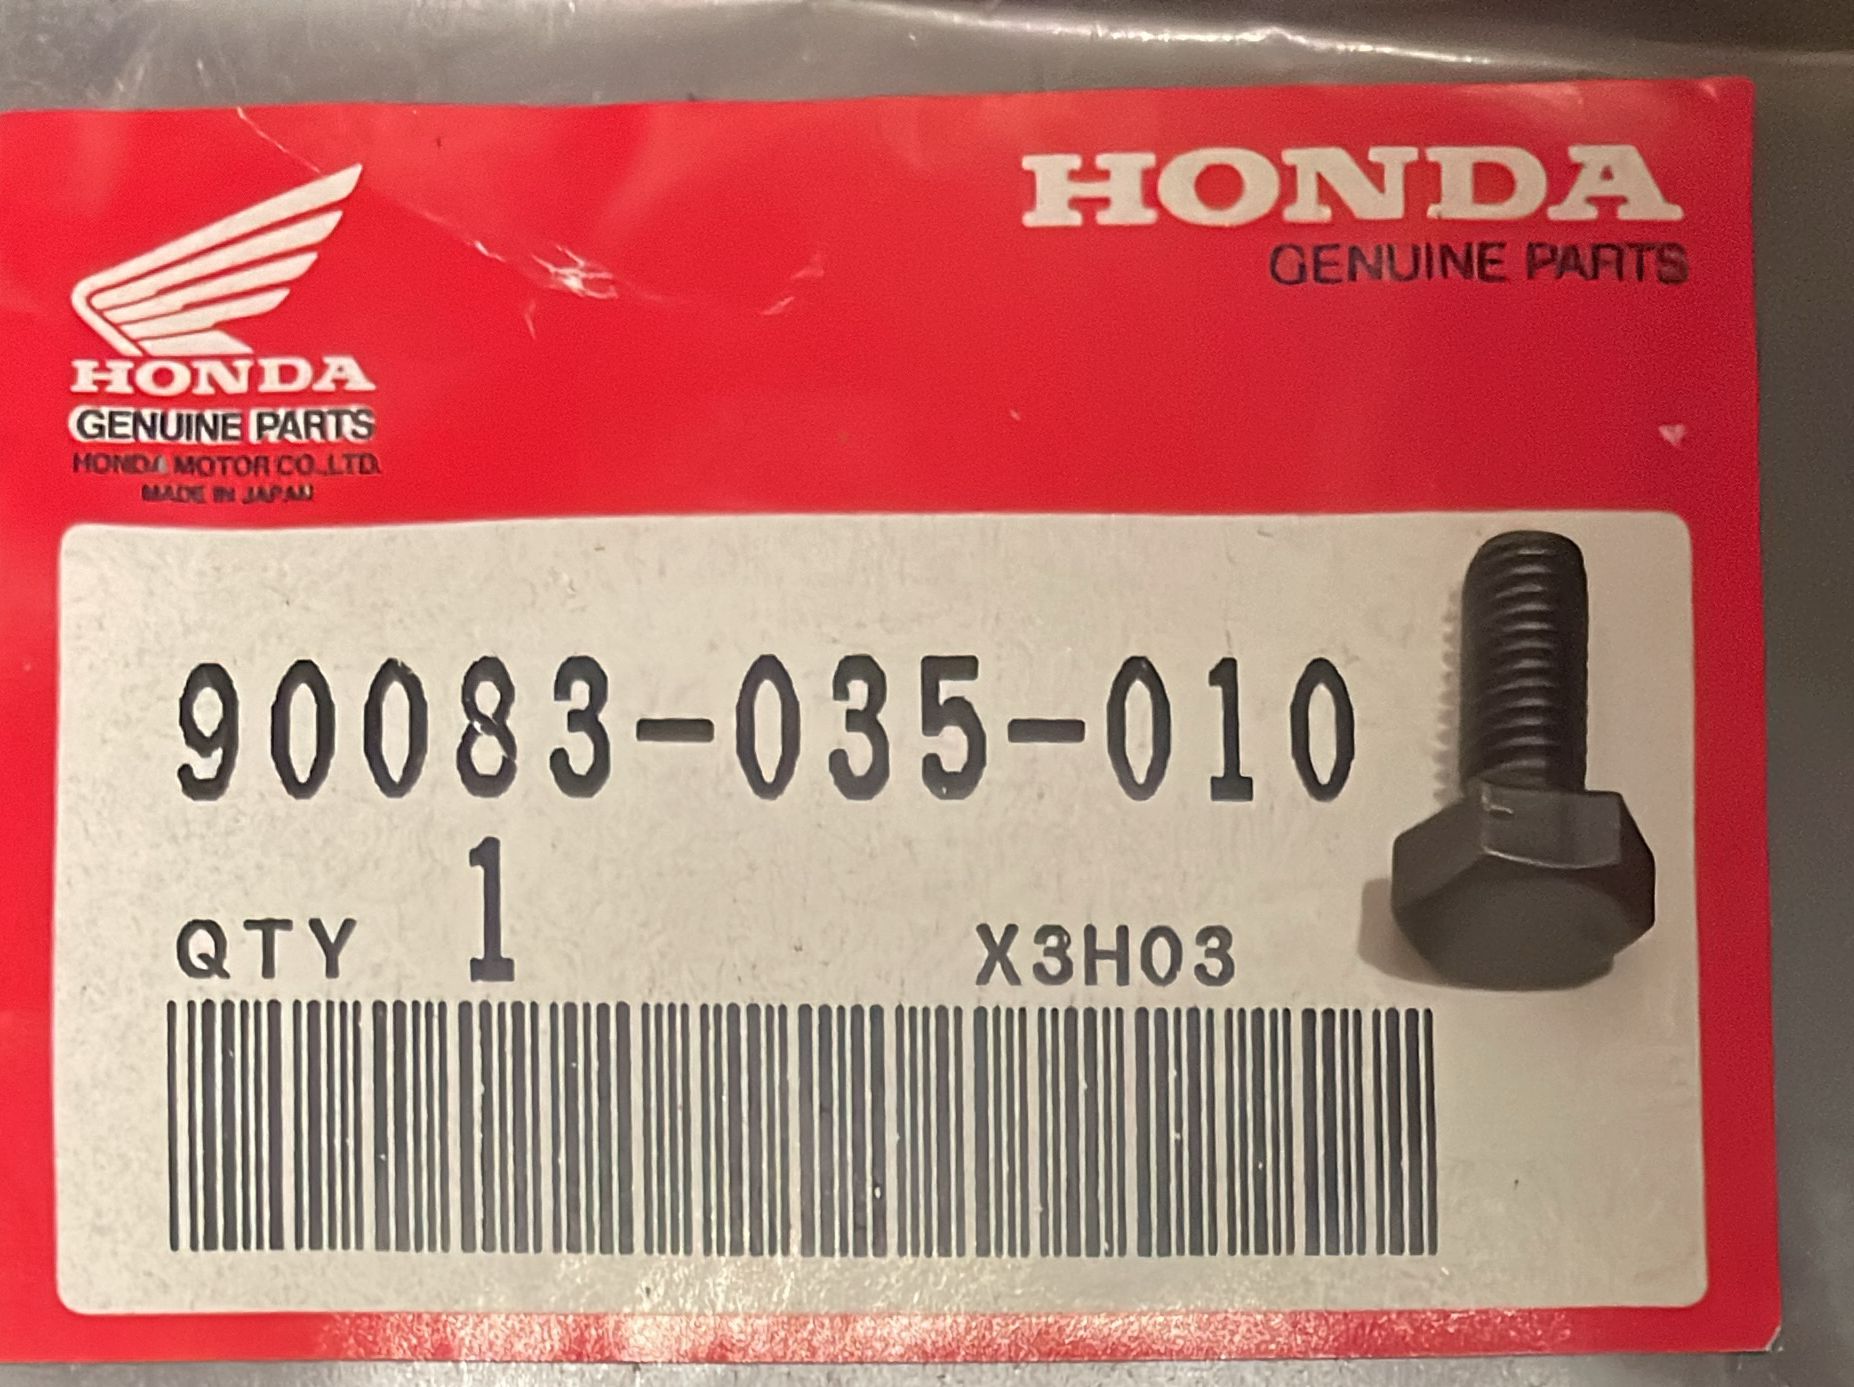 HONDA
GENUINE PARTS
HONDA
GENUINE PARTS
HONDA MOTOR CO.,LTD.
MADE IN JAPAN
90083-035-010
QTY 1 X3H03